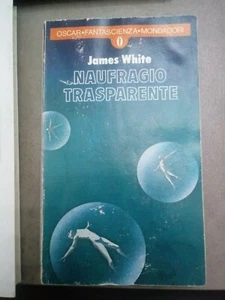 OSCAR•FANTASCIENZA•MONDADORI
O
James White
NAUFRAGIO
TRASPARENTE